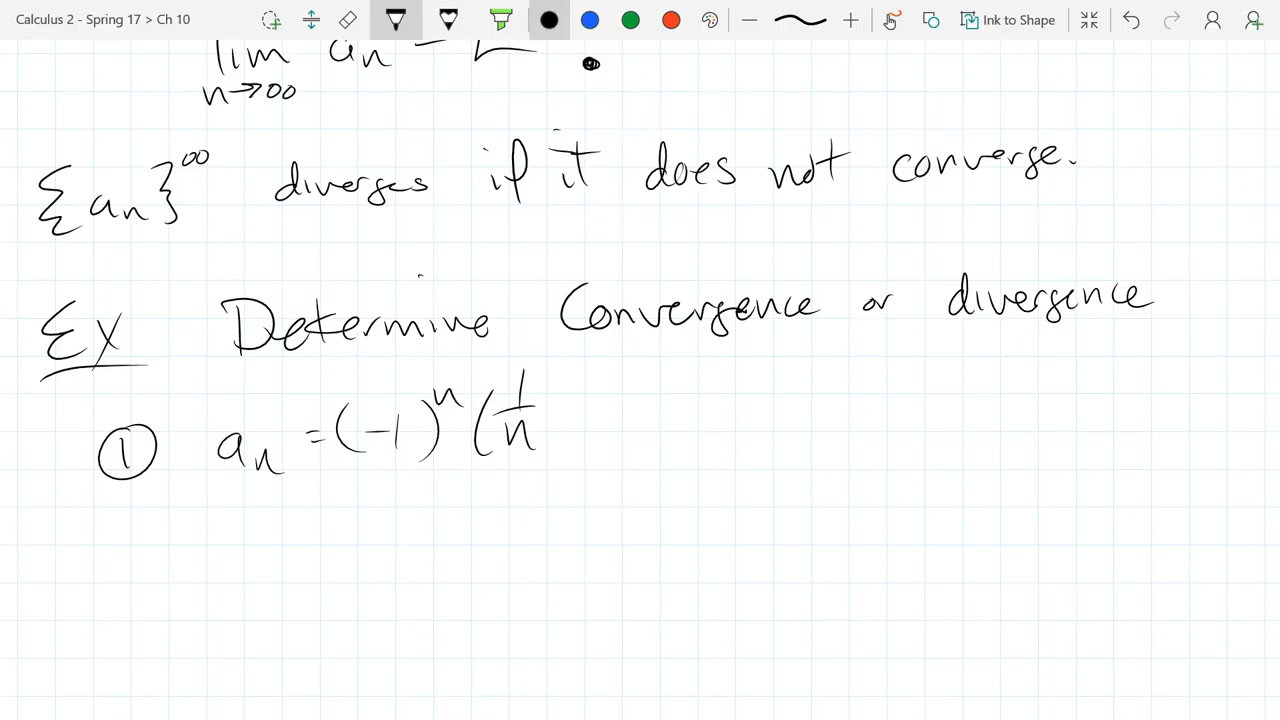 Calculus 2 - Spring 17 > Ch 10
Ink to Shape
lim aₙ = L
n→∞
{aₙ}^∞ diverges if it does not converge.
Ex Determine Convergence or divergence
① aₙ = (-1)ⁿ (1/n